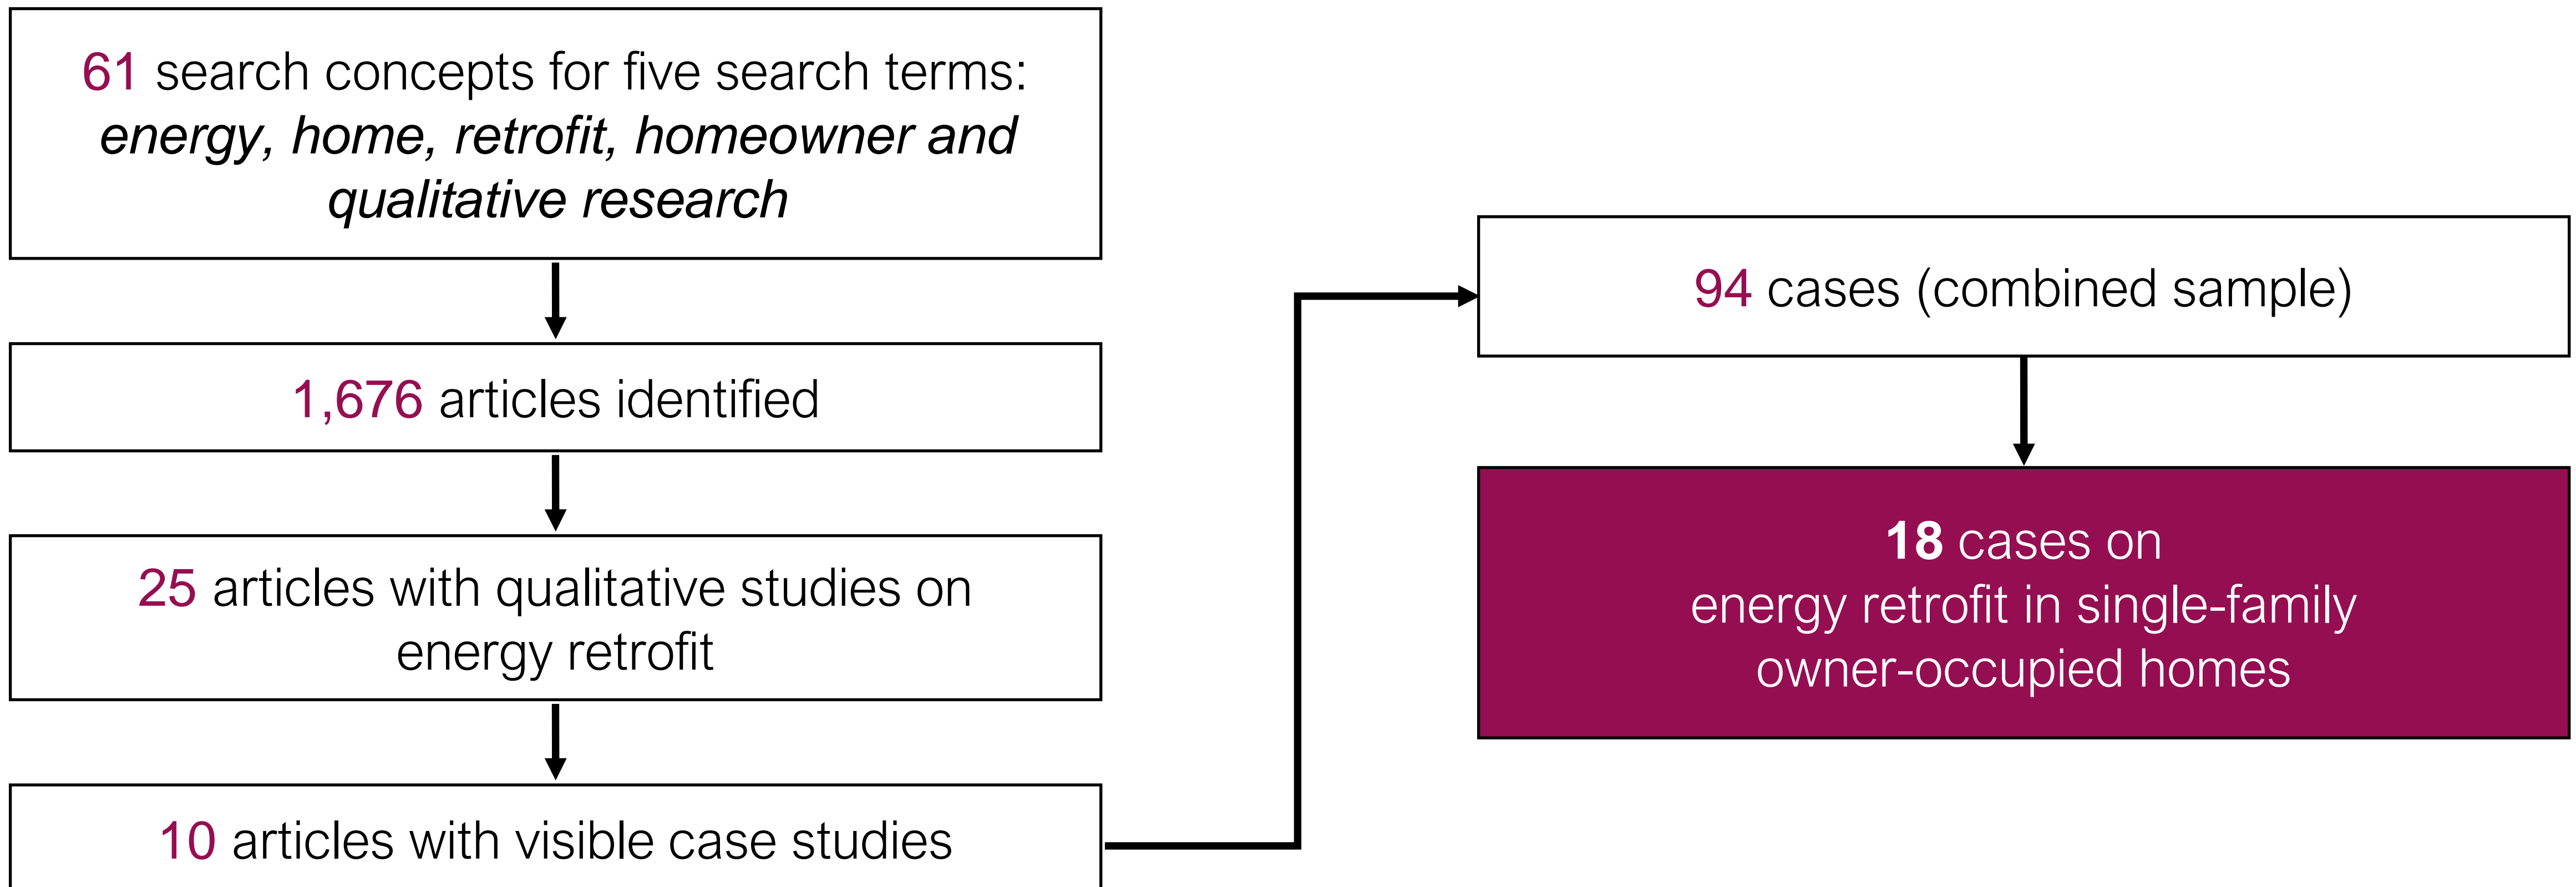 61 search concepts for five search terms:
energy, home, retrofit, homeowner and
qualitative research
1,676 articles identified
25 articles with qualitative studies on
energy retrofit
10 articles with visible case studies
94 cases (combined sample)
18 cases on
energy retrofit in single-family
owner-occupied homes